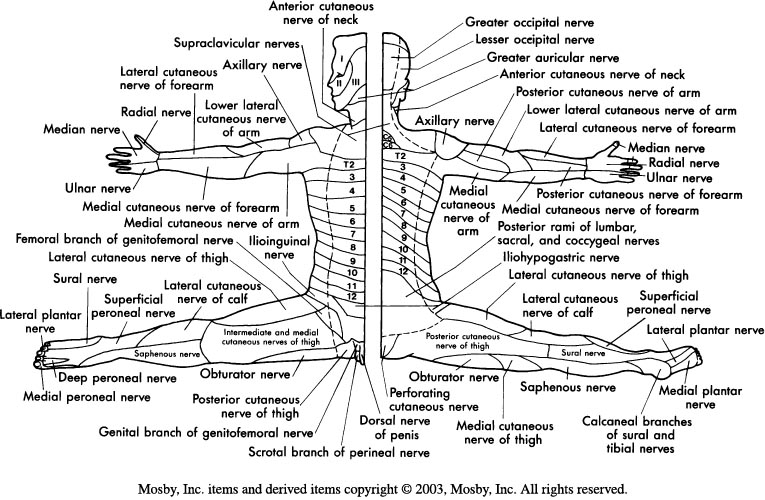 Anterior cutaneous
nerve of neck
Supraclavicular nerves
Axillary nerve
Lateral cutaneous
nerve of forearm
Radial nerve
Lower lateral
cutaneous nerve
of arm
Median nerve
Ulnar nerve
Medial cutaneous nerve of forearm
Medial cutaneous nerve of arm
Femoral branch of genitofemoral nerve
Ilioinguinal
nerve
Lateral cutaneous nerve of thigh
Sural nerve
Superficial
peroneal nerve
Lateral cutaneous
nerve of calf
Lateral plantar
nerve
Saphenous nerve
Intermediate and medial
cutaneous nerves of thigh
Deep peroneal nerve
Medial peroneal nerve
Obturator nerve
Posterior cutaneous
nerve of thigh
Genital branch of genitofemoral nerve
Scrotal branch of perineal nerve
I
II
III
T2
3
4
5
6
7
8
9
10
11
12
Greater occipital nerve
Lesser occeipital nerve
Greater auricular nerve
Anterior cutaneous nerve of neck
Posterior cutaneous nerve of arm
Lower lateral cutaneous nerve of arm
Lateral cutaneous nerve of forearm
Axillary nerve
Median nerve
Radial nerve
Ulnar nerve
Posterior cutaneous nerve of forearm
Medial cutaneous nerve of forearm
Medial
cutaneous
nerve of
arm
T2
3
4
5
6
7
8
9
10
11
12
Posterior rami of lumbar,
sacral, and coccygeal nerves
Iliohypogastric nerve
Lateral cutaneous nerve of thigh
Lateral cutaneous
nerve of calf
Superficial
peroneal nerve
Lateral plantar nerve
Posterior cutaneous
nerve of thigh
Sural nerve
Obturator nerve
Saphenous nerve
Medial plantar
nerve
Perforating
cutaneous nerve
Dorsal
nerve
of penis
Medial cutaneous
nerve of thigh
Calcaneal branches
of sural and
tibial nerves
Mosby, Inc. items and derived items copyright © 2003, Mosby, Inc. All rights reserved.